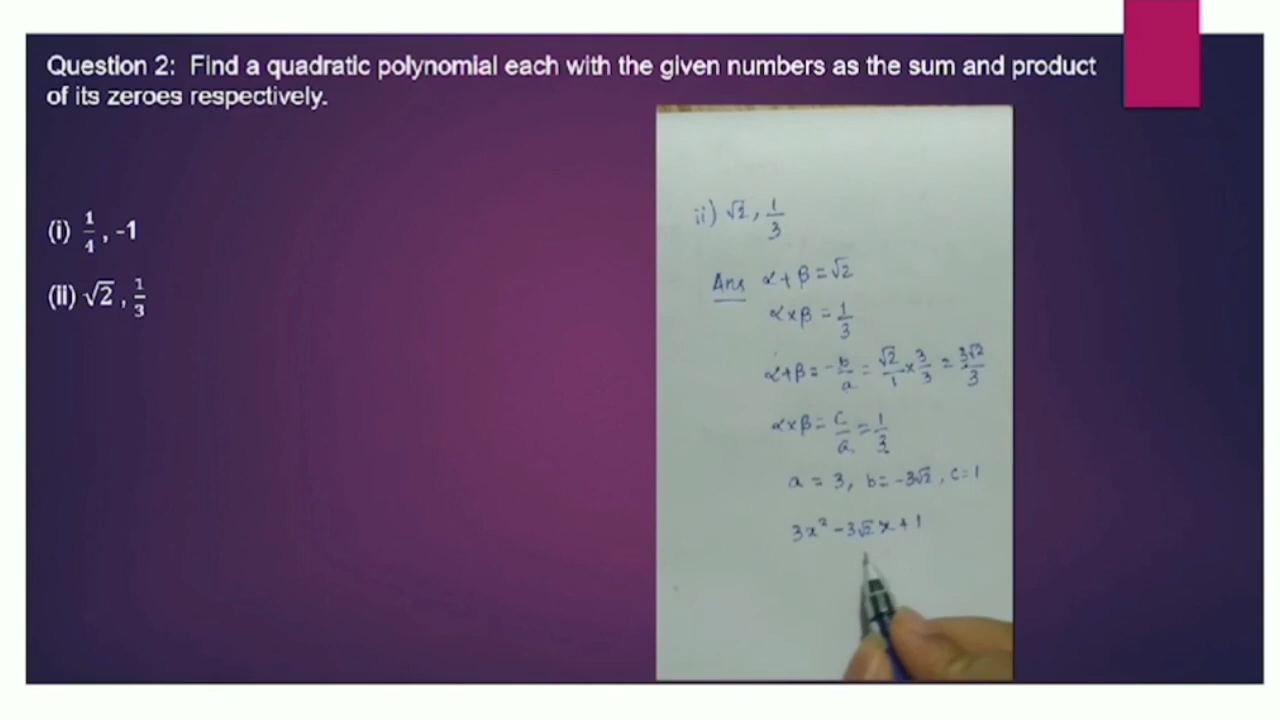 Question 2: Find a quadratic polynomial each with the given numbers as the sum and product
of its zeroes respectively.
(i) 1/4 , -1
(ii) √2 , 1/3
ii) √2, 1/3
Ans α+β=√2
α×β = 1/3
α+β = -b/a = √2/1 × 3/3 = 3√2/3
α×β = c/a = 1/3
a = 3, b= -3√2, c=1
3x² -3√2x+1